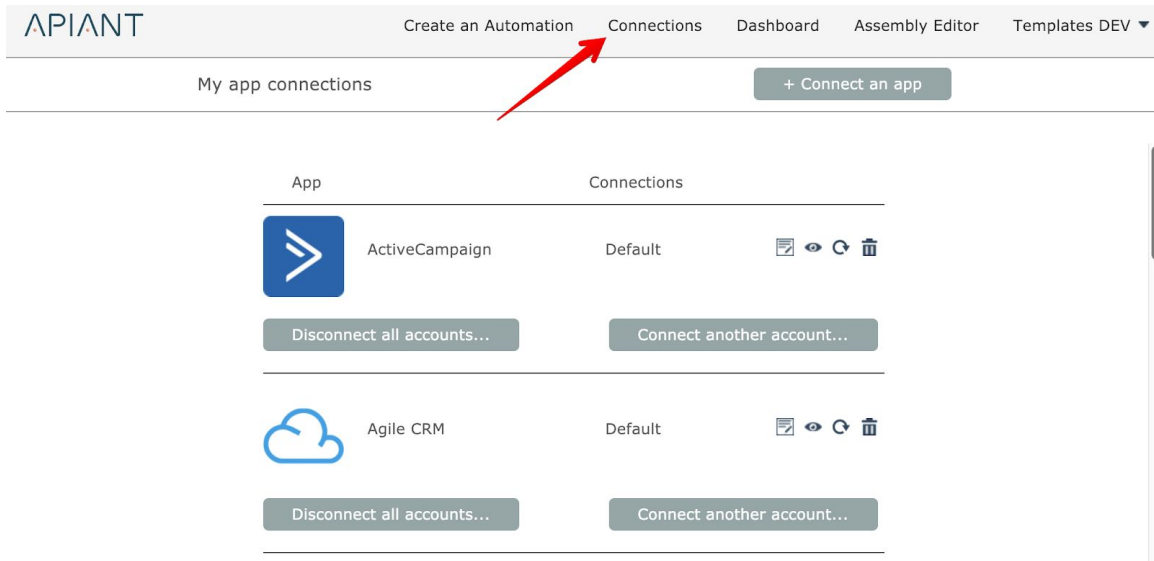 APIANT Create an Automation Connections Dashboard Assembly Editor Templates DEV
My app connections + Connect an app
App Connections
ActiveCampaign Default
Disconnect all accounts... Connect another account...
Agile CRM Default
Disconnect all accounts... Connect another account...